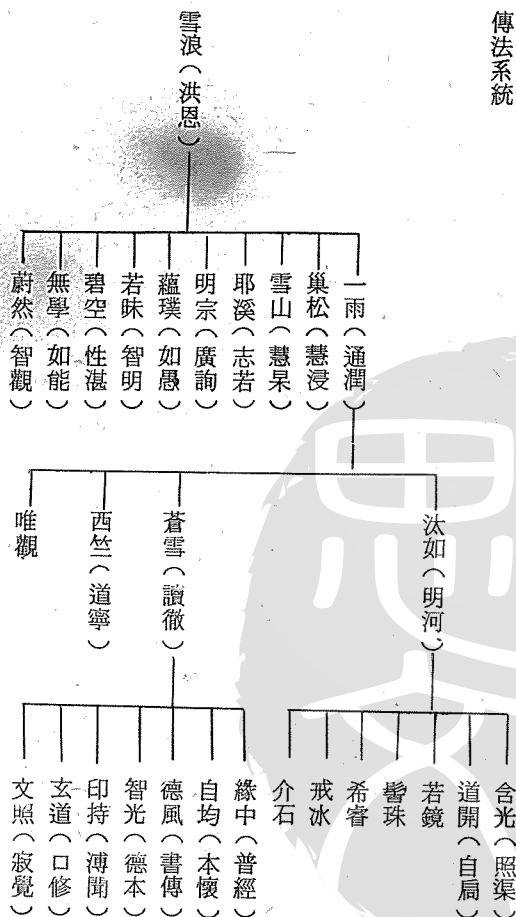 傳法系統
雪浪（洪恩）
一雨（通潤）
巢松（慧浸）
雪山（慧杲）
耶溪（志若）
明宗（廣詢）
蘊璞（如愚）
若昧（智明）
碧空（性湛）
無學（如能）
蔚然（智觀）
汰如（明河）
蒼雪（讀徹）
西竺（道寧）
唯觀
含光（照渠）
道開（自扃）
若鏡
髻珠
希睿
戒冰
介石
緣中（普經）
自均（本懷）
德風（書傳）
智光（德本）
印持（溥聞）
玄道（口修）
文照（寂覺）